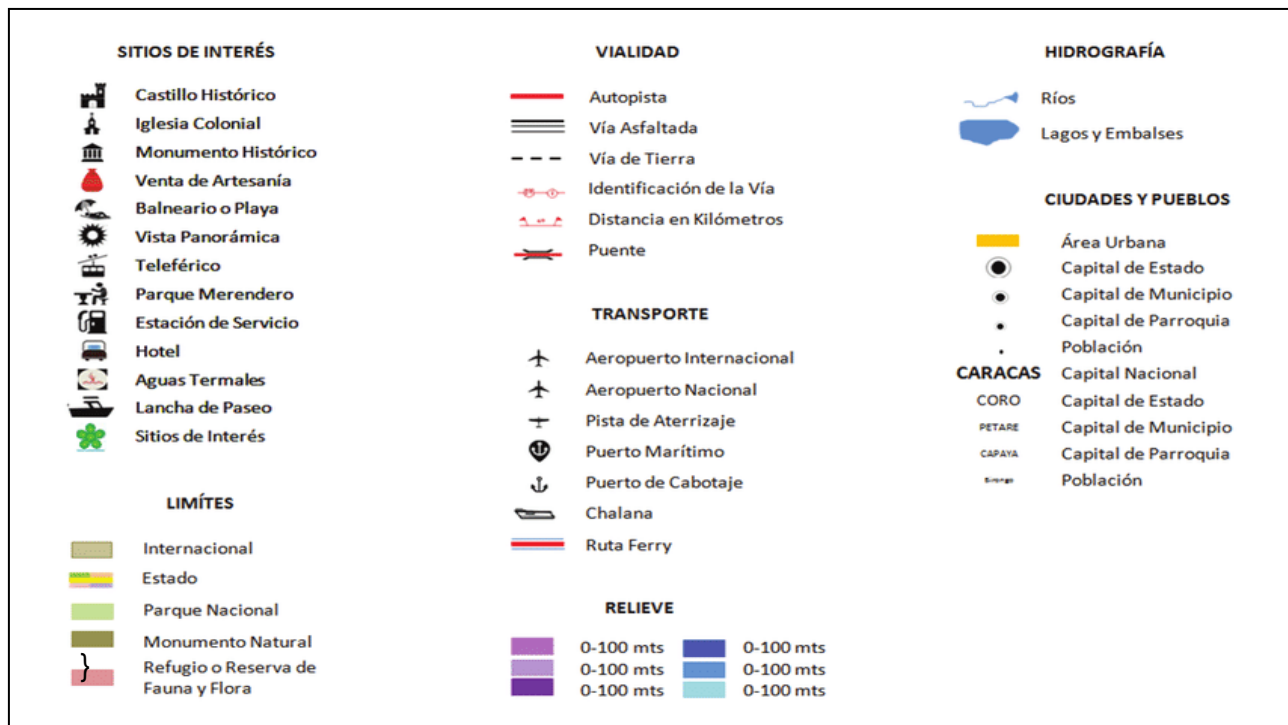 SITIOS DE INTERÉS
Castillo Histórico
Iglesia Colonial
Monumento Histórico
Venta de Artesanía
Balneario o Playa
Vista Panorámica
Teleférico
Parque Merendero
Estación de Servicio
Hotel
Aguas Termales
Lancha de Paseo
Sitios de Interés
LIMÍTES
Internacional
Estado
Parque Nacional
Monumento Natural
} Refugio o Reserva de
Fauna y Flora
VIALIDAD
Autopista
Vía Asfaltada
Vía de Tierra
Identificación de la Vía
Distancia en Kilómetros
Puente
TRANSPORTE
Aeropuerto Internacional
Aeropuerto Nacional
Pista de Aterrizaje
Puerto Marítimo
Puerto de Cabotaje
Chalana
Ruta Ferry
RELIEVE
0-100 mts 0-100 mts
0-100 mts 0-100 mts
0-100 mts 0-100 mts
HIDROGRAFÍA
Ríos
Lagos y Embalses
CIUDADES Y PUEBLOS
Área Urbana
Capital de Estado
Capital de Municipio
Capital de Parroquia
Población
CARACAS Capital Nacional
CORO Capital de Estado
PETARE Capital de Municipio
CAPAYA Capital de Parroquia
Población